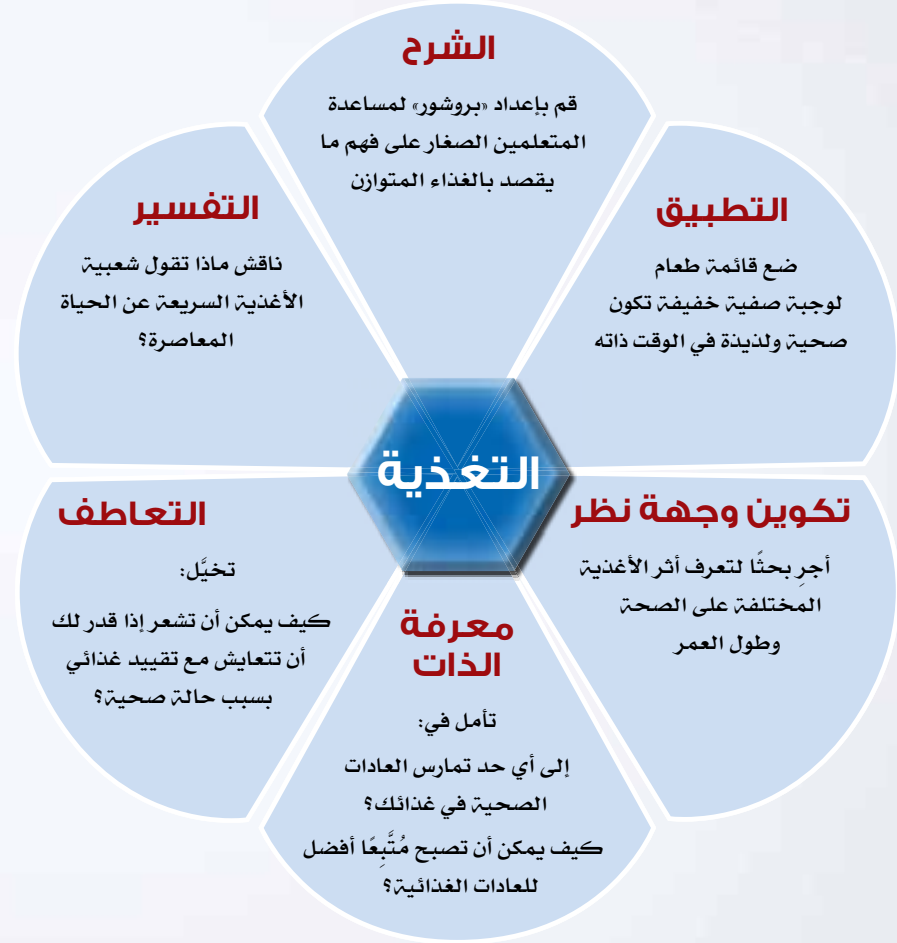 الشرح
قم بإعداد «بروشور» لمساعدة
المتعلمين الصغار على فهم ما
يقصد بالغذاء المتوازن
التطبيق
ضع قائمة طعام
لوجبة صفية خفيفة تكون
صحية ولذيذة في الوقت ذاته
التفسير
ناقش ماذا تقول شعبية
الأغذية السريعة عن الحياة
المعاصرة؟
التغذية
تكوين وجهة نظر
أجرِ بحثًا لتعرف أثر الأغذية
المختلفة على الصحة
وطول العمر
معرفة
الذات
تأمل في:
إلى أي حد تمارس العادات
الصحية في غذائك؟
كيف يمكن أن تصبح مُتَّبِعًا أفضل
للعادات الغذائية؟
التعاطف
تخيَّل:
كيف يمكن أن تشعر إذا قدر لك
أن تتعايش مع تقييد غذائي
بسبب حالة صحية؟